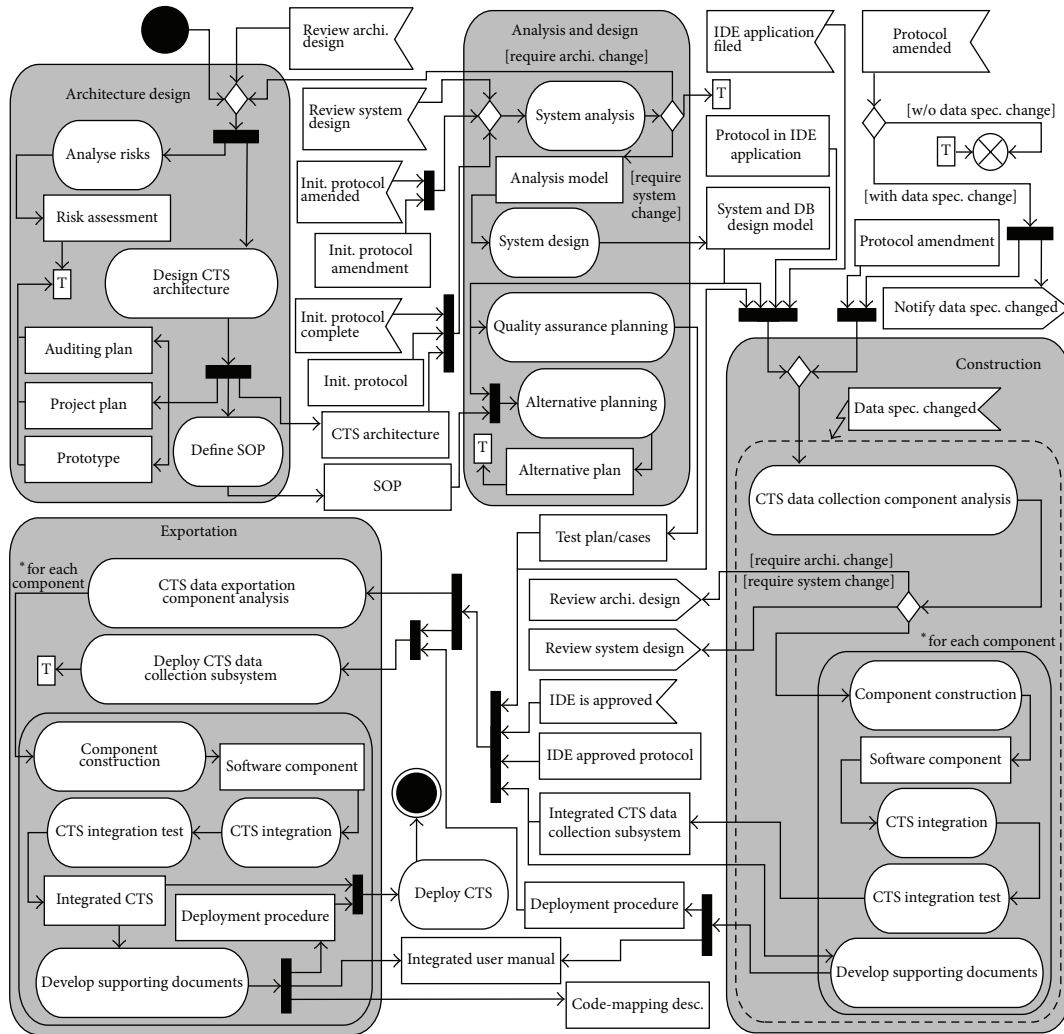 Review archi.
design
Analysis and design
[require archi. change]
IDE application
filed
Protocol
amended
Architecture design
Review system
design
System analysis
T
[w/o data spec. change]
T
Analyse risks
Init. protocol
amended
Analysis model
[require
system
change]
Protocol in IDE
application
[with data spec. change]
Risk assessment
Init. protocol
amendment
System design
System and DB
design model
Protocol amendment
T
Design CTS
architecture
Init. protocol
complete
Quality assurance planning
Notify data spec. changed
Auditing plan
Init. protocol
Construction
Project plan
CTS architecture
Alternative planning
Data spec. changed
Prototype
Define SOP
SOP
T
Alternative plan
CTS data collection component analysis
Exportation
* for each
component
CTS data exportation
component analysis
Test plan/cases
[require archi. change]
[require system change]
Review archi. design
Review system design
* for each component
T
Deploy CTS data
collection subsystem
IDE is approved
Component construction
Component
construction
Software component
IDE approved protocol
Software component
CTS integration test
CTS integration
Integrated CTS data
collection subsystem
CTS integration
Integrated CTS
Deployment procedure
Deploy CTS
Deployment procedure
CTS integration test
Develop supporting documents
Integrated user manual
Develop supporting documents
Code-mapping desc.